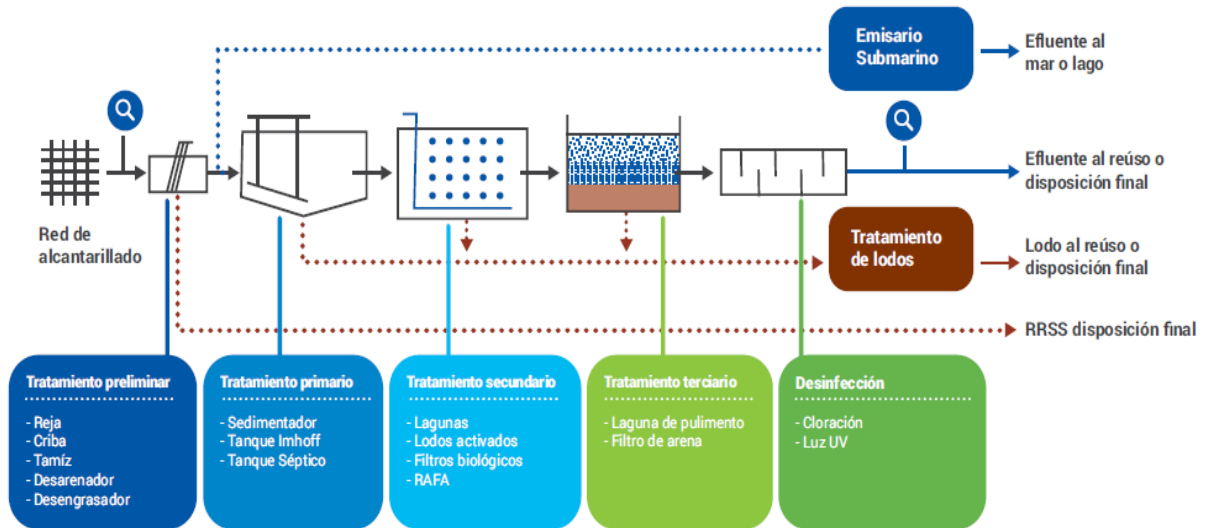 Emisario
Submarino
Efluente al
mar o lago
Red de
alcantarillado
Efluente al reúso o
disposición final
Tratamiento
de lodos
Lodo al reúso o
disposición final
RRSS disposición final
Tratamiento preliminar
- Reja
- Criba
- Tamíz
- Desarenador
- Desengrasador
Tratamiento primario
- Sedimentador
- Tanque Imhoff
- Tanque Séptico
Tratamiento secundario
- Lagunas
- Lodos activados
- Filtros biológicos
- RAFA
Tratamiento terciario
- Laguna de pulimento
- Filtro de arena
Desinfección
- Cloración
- Luz UV